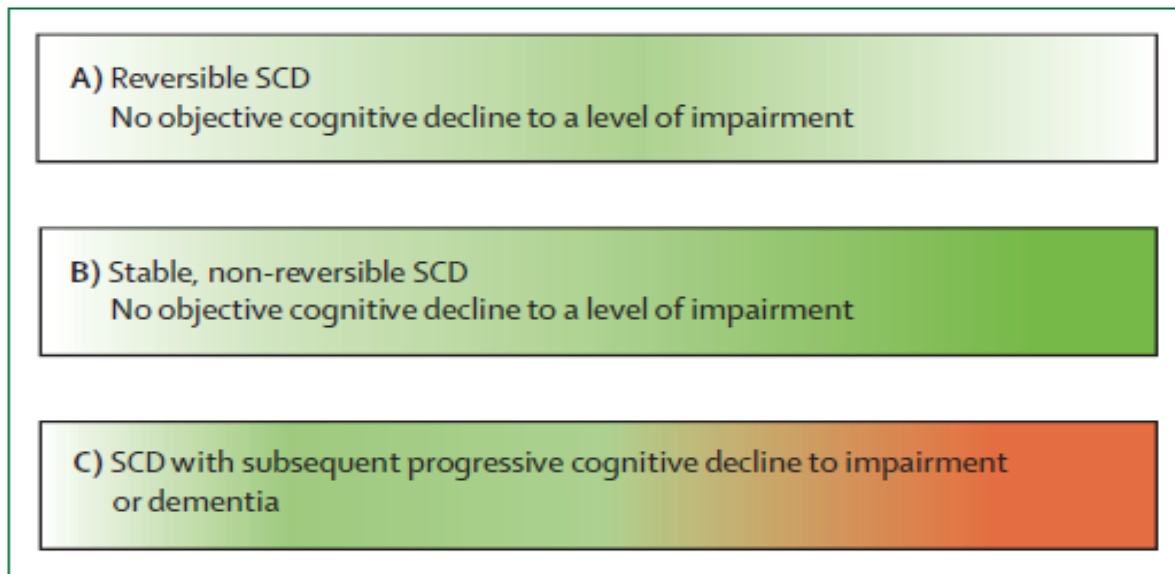 A) Reversible SCD
No objective cognitive decline to a level of impairment
B) Stable, non-reversible SCD
No objective cognitive decline to a level of impairment
C) SCD with subsequent progressive cognitive decline to impairment
or dementia